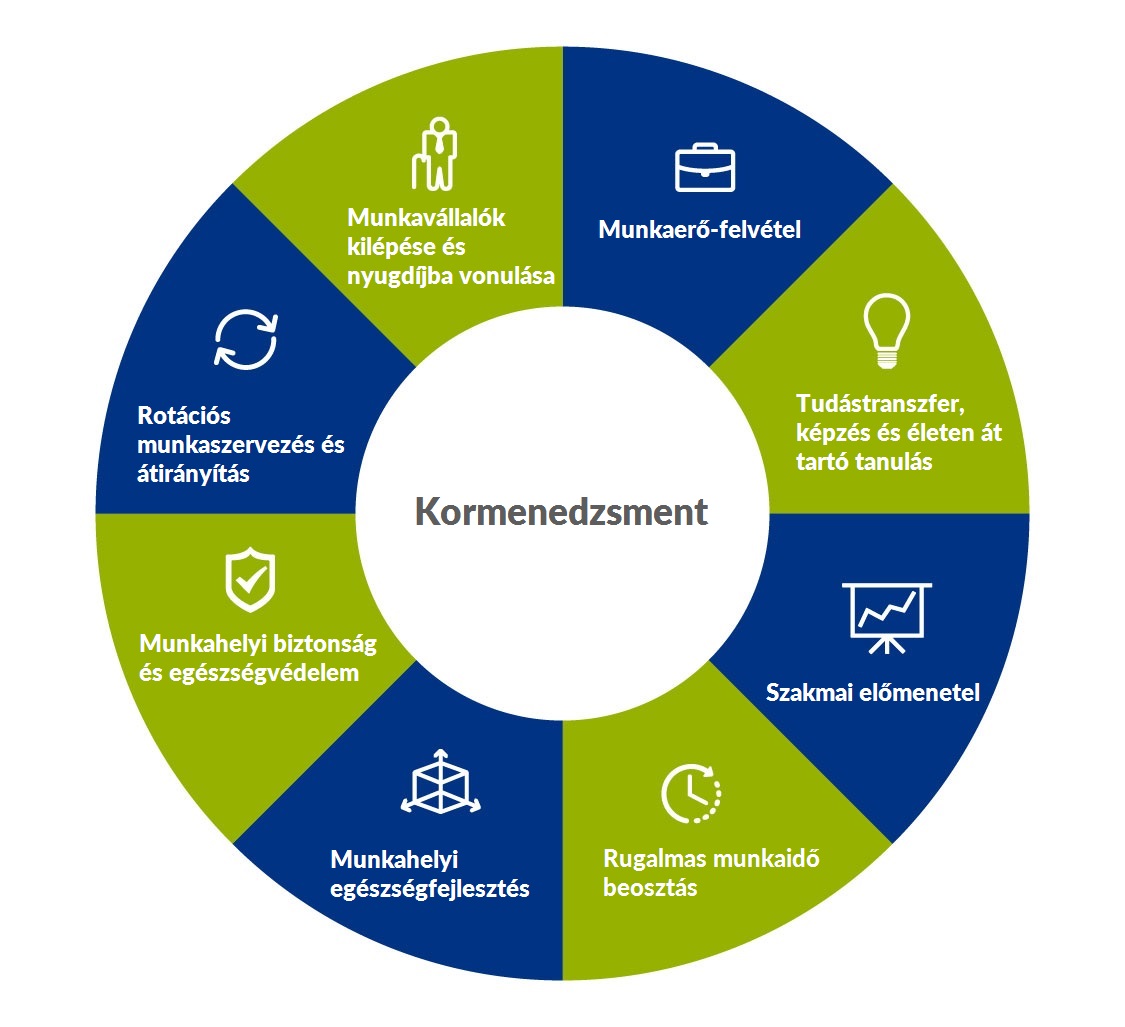 Munkaerő-felvétel
Tudástranszfer,
képzés és életen át
tartó tanulás
Szakmai előmenetel
Rugalmas munkaidő
beosztás
Munkahelyi
egészségfejlesztés
Munkahelyi biztonság
és egészségvédelem
Rotációs
munkaszervezés és
átirányítás
Munkavállalók
kilépése és
nyugdíjba vonulása
Kormenedzsment